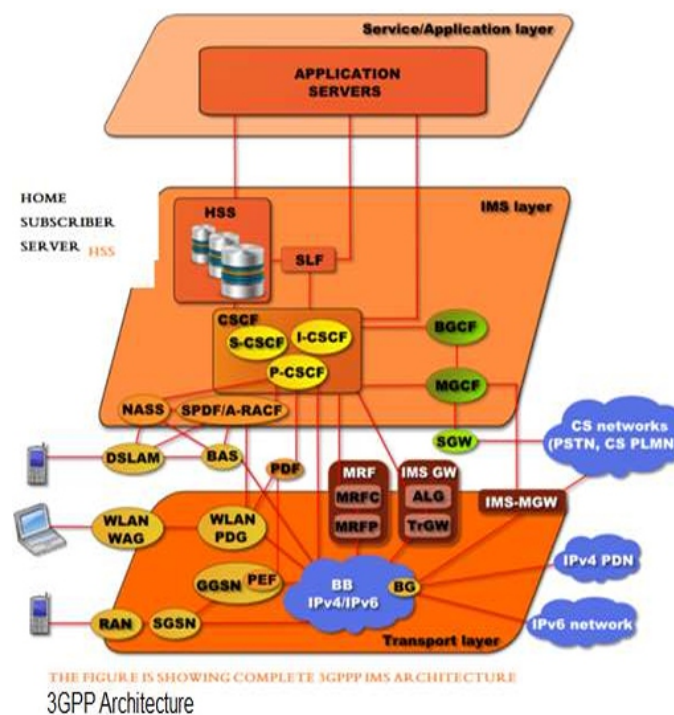 Service/Application layer
APPLICATION
SERVERS
HOME
SUBSCRIBER
SERVER HSS
HSS
IMS layer
SLF
CSCF
S-CSCF
I-CSCF
P-CSCF
BGCF
MGCF
NASS
SPDF/A-RACF
SGW
CS networks
(PSTN, CS PLMN
DSLAM
BAS
PDF
MRF
MRFC
MRFP
IMS GW
ALG
TrGW
IMS-MGW
WLAN
WAG
WLAN
PDG
GGSN
PEF
BB
IPv4/IPv6
BG
IPv4 PDN
IPv6 network
RAN
SGSN
Transport layer
THE FIGURE IS SHOWING COMPLETE 3GPPP IMS ARCHITECTURE
3GPP Architecture